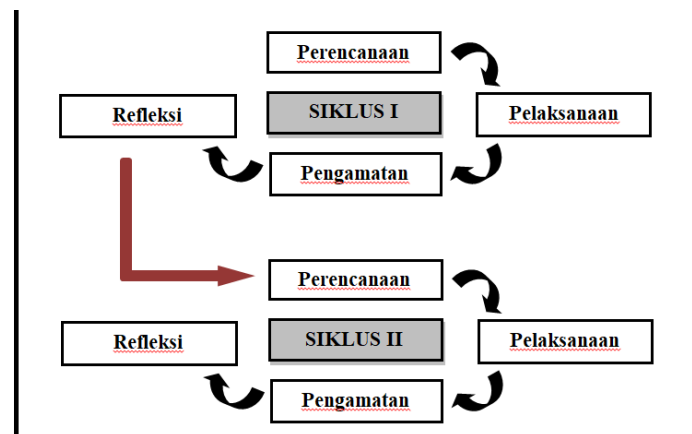 Perencanaan
Refleksi
SIKLUS I
Pelaksanaan
Pengamatan
Perencanaan
Refleksi
SIKLUS II
Pelaksanaan
Pengamatan